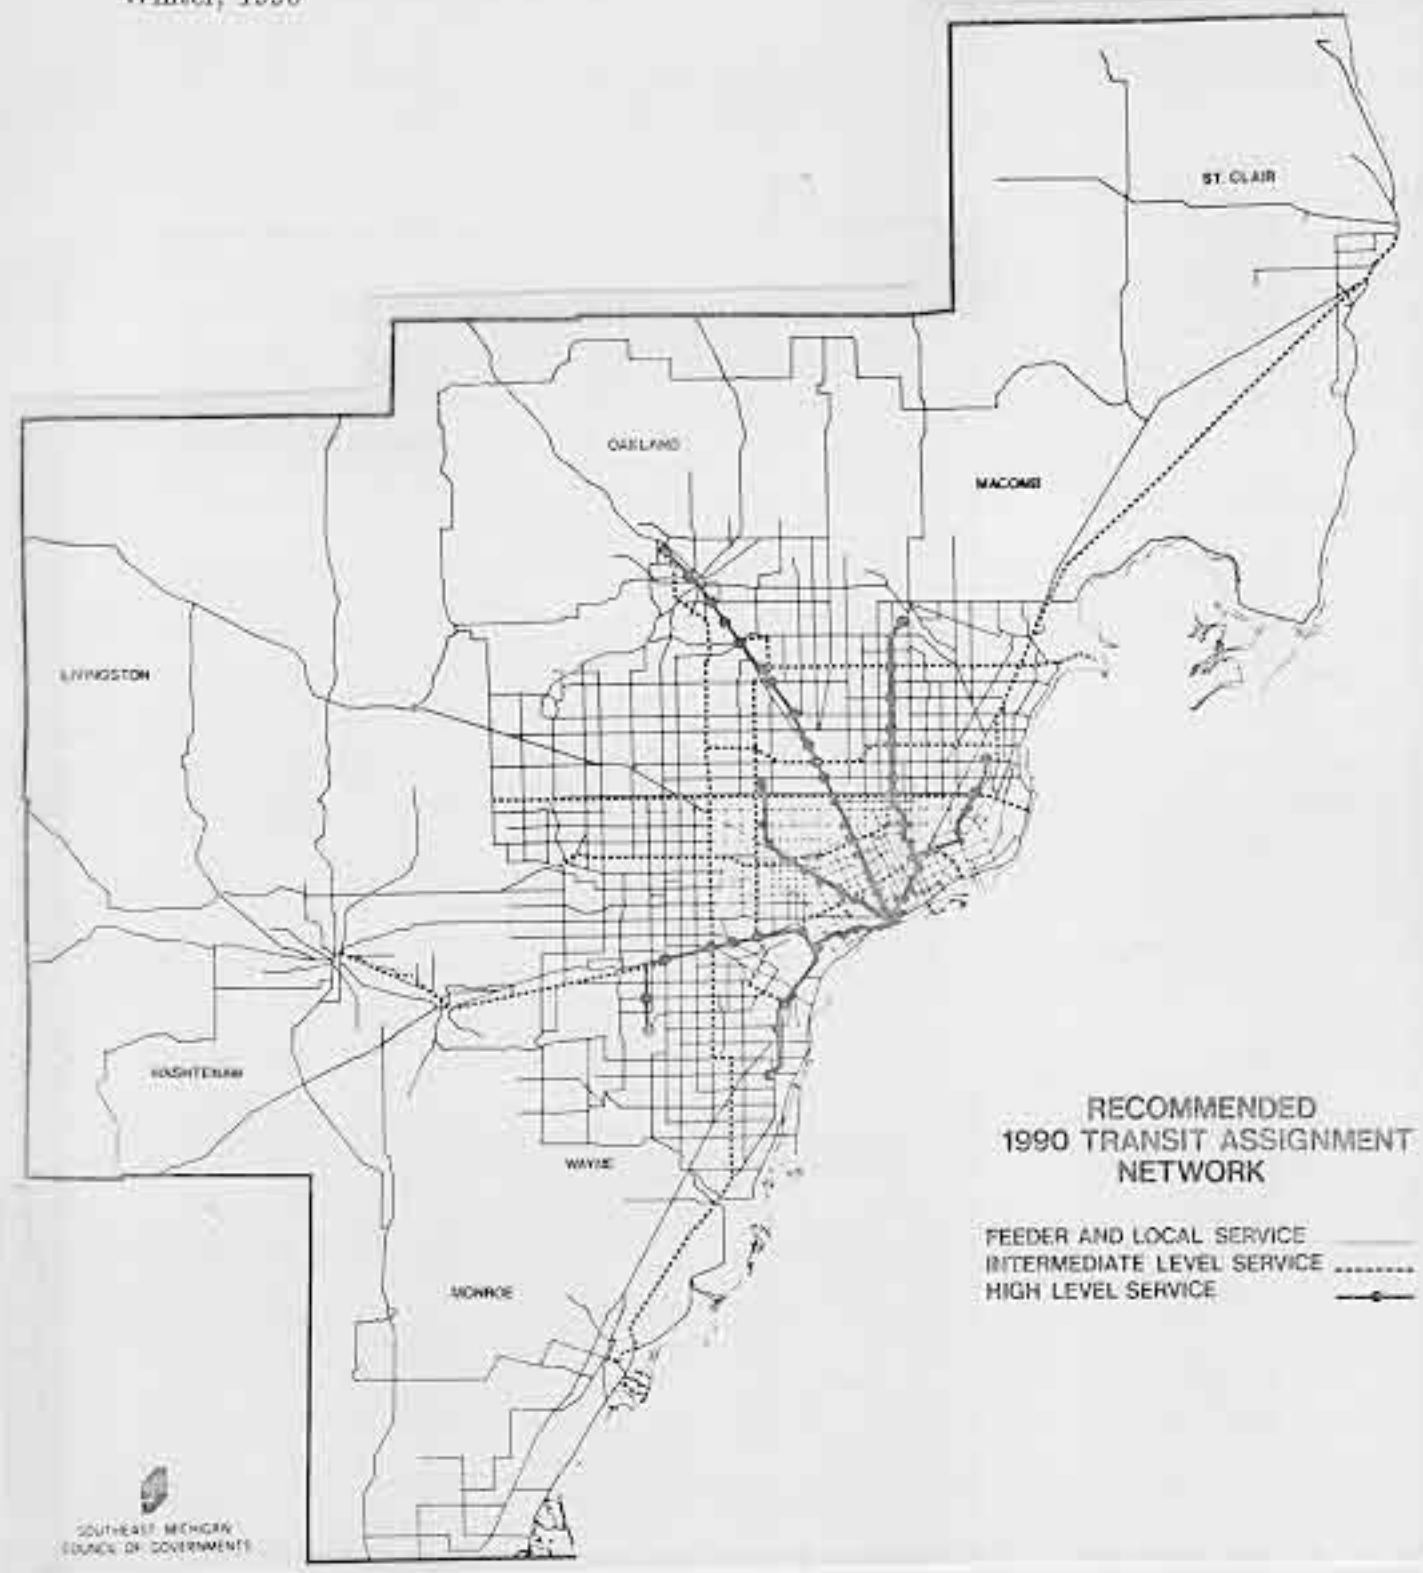 ST. CLAIR
OAKLAND
MACOMB
LIVINGSTON
WASHTENAW
WAYNE
MONROE
RECOMMENDED
1990 TRANSIT ASSIGNMENT
NETWORK
FEEDER AND LOCAL SERVICE
INTERMEDIATE LEVEL SERVICE
HIGH LEVEL SERVICE
SOUTHEAST MICHIGAN
COUNCIL OF GOVERNMENTS